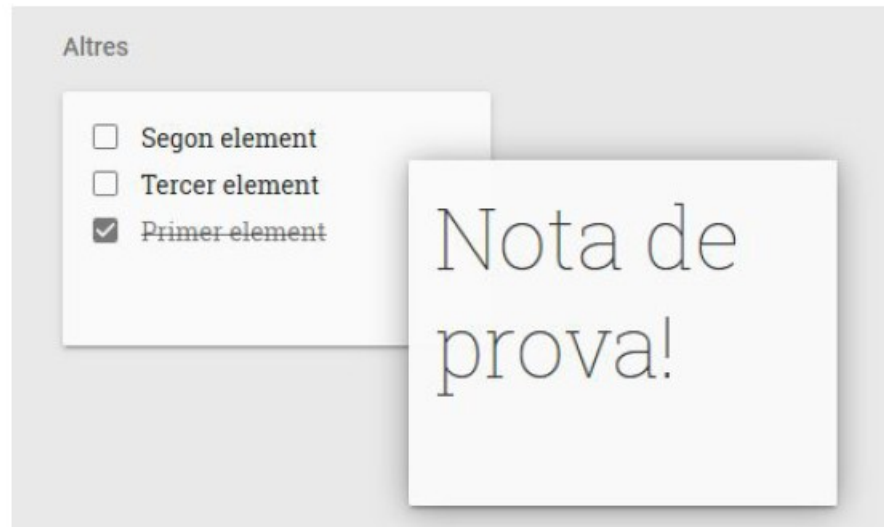 Altres
Segon element
Tercer element
Primer element
Nota de
prova!